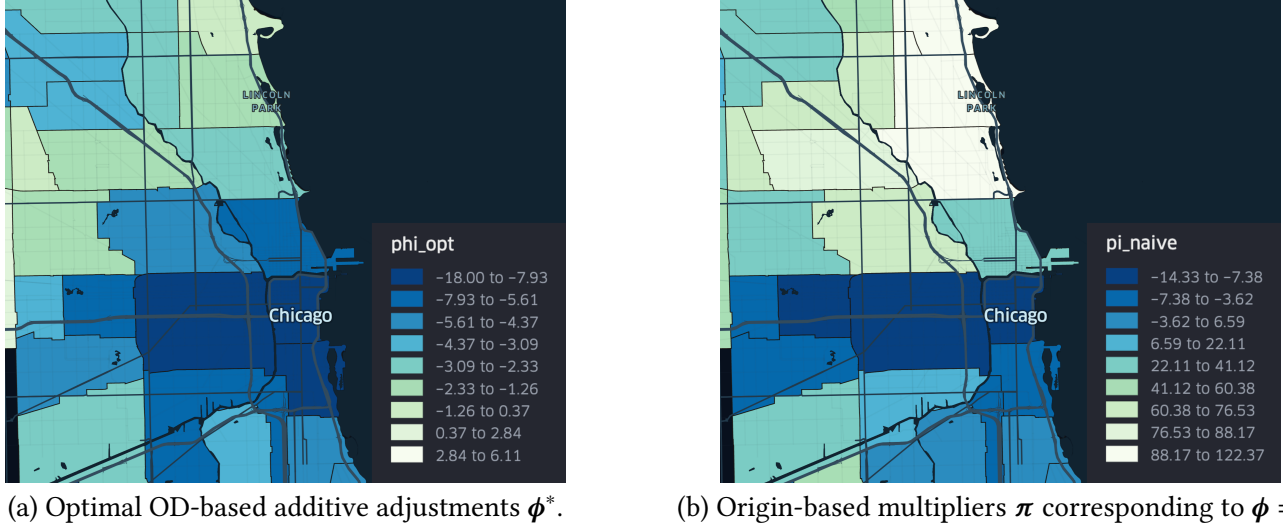 LINCOLN
PARK
phi_opt
−18.00 to −7.93
−7.93 to −5.61
−5.61 to −4.37
−4.37 to −3.09
−3.09 to −2.33
−2.33 to −1.26
−1.26 to 0.37
0.37 to 2.84
2.84 to 6.11
Chicago
(a) Optimal OD-based additive adjustments ϕ*.
LINCOLN
PARK
pi_naive
−14.33 to −7.38
−7.38 to −3.62
−3.62 to 6.59
6.59 to 22.11
22.11 to 41.12
41.12 to 60.38
60.38 to 76.53
76.53 to 88.17
88.17 to 122.37
Chicago
(b) Origin-based multipliers π corresponding to ϕ =